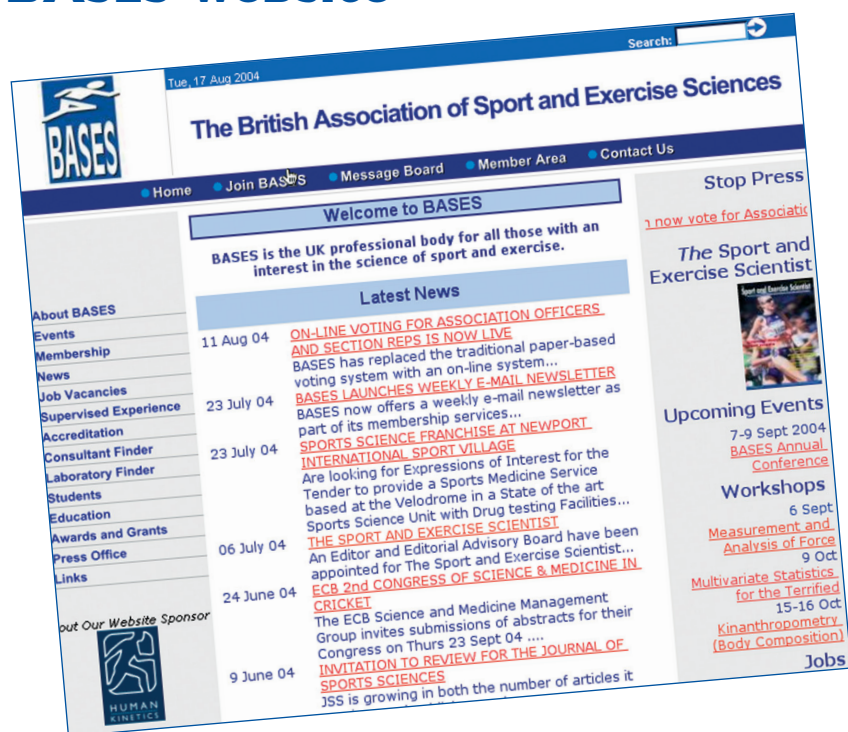 BASES website
Search:
Tue, 17 Aug 2004
BASES
The British Association of Sport and Exercise Sciences
Home Join BASES Message Board Member Area Contact Us
About BASES
Events
Membership
News
Job Vacancies
Supervised Experience
Accreditation
Consultant Finder
Laboratory Finder
Students
Education
Awards and Grants
Press Office
Links
out Our Website Sponsor
HUMAN
KINETICS
Welcome to BASES
BASES is the UK professional body for all those with an
interest in the science of sport and exercise.
Latest News
11 Aug 04 ON-LINE VOTING FOR ASSOCIATION OFFICERS
AND SECTION REPS IS NOW LIVE
BASES has replaced the traditional paper-based
voting system with an on-line system...
23 July 04 BASES LAUNCHES WEEKLY E-MAIL NEWSLETTER
BASES now offers a weekly e-mail newsletter as
part of its membership services...
23 July 04 SPORTS SCIENCE FRANCHISE AT NEWPORT
INTERNATIONAL SPORT VILLAGE
Are looking for Expressions of Interest for the
Tender to provide a Sports Medicine Service
based at the Velodrome in a State of the art
Sports Science Unit with Drug testing Facilities...
06 July 04 THE SPORT AND EXERCISE SCIENTIST
An Editor and Editorial Advisory Board have been
appointed for The Sport and Exercise Scientist...
24 June 04 ECB 2nd CONGRESS OF SCIENCE & MEDICINE IN
CRICKET
The ECB Science and Medicine Management
Group invites submissions of abstracts for their
Congress on Thurs 23 Sept 04 ....
9 June 04 INVITATION TO REVIEW FOR THE JOURNAL OF
SPORTS SCIENCES
JSS is growing in both the number of articles it
Stop Press
now vote for Associatio
The Sport and
Exercise Scientist
Sport and Exercise Scientist
Upcoming Events
7-9 Sept 2004
BASES Annual
Conference
Workshops
6 Sept
Measurement and
Analysis of Force
9 Oct
Multivariate Statistics
for the Terrified
15-16 Oct
Kinanthropometry
(Body Composition)
Jobs